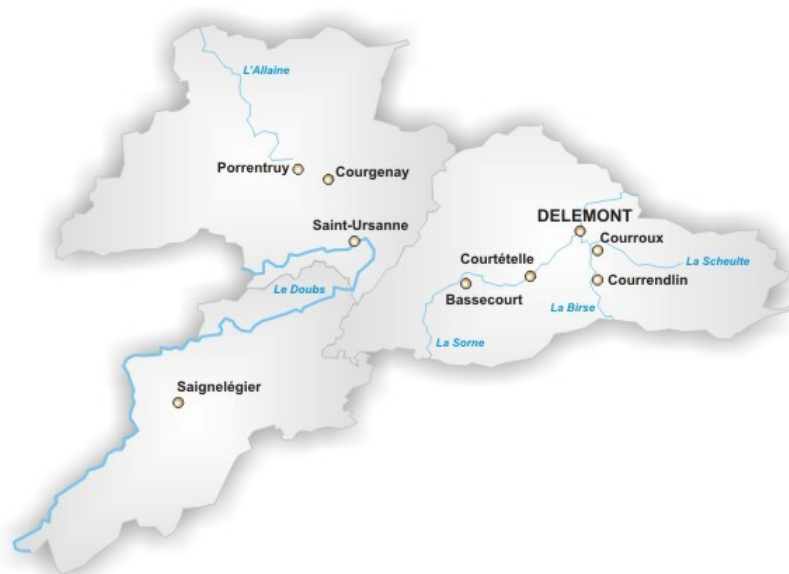 L'Allaine
Porrentruy
Courgenay
Saint-Ursanne
DELEMONT
Courroux
Courtételle
La Scheulte
Le Doubs
Courrendlin
Bassecourt
La Birse
La Sorne
Saignelégier